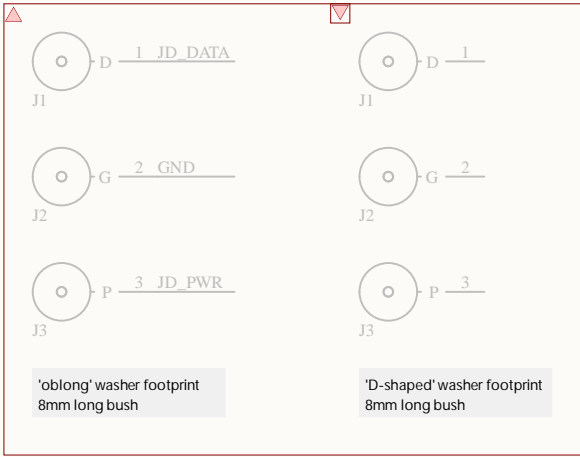 D 1 JD_DATA
J1
G 2 GND
J2
P 3 JD_PWR
J3
'oblong' washer footprint
8mm long bush
D 1
J1
G 2
J2
P 3
J3
'D-shaped' washer footprint
8mm long bush